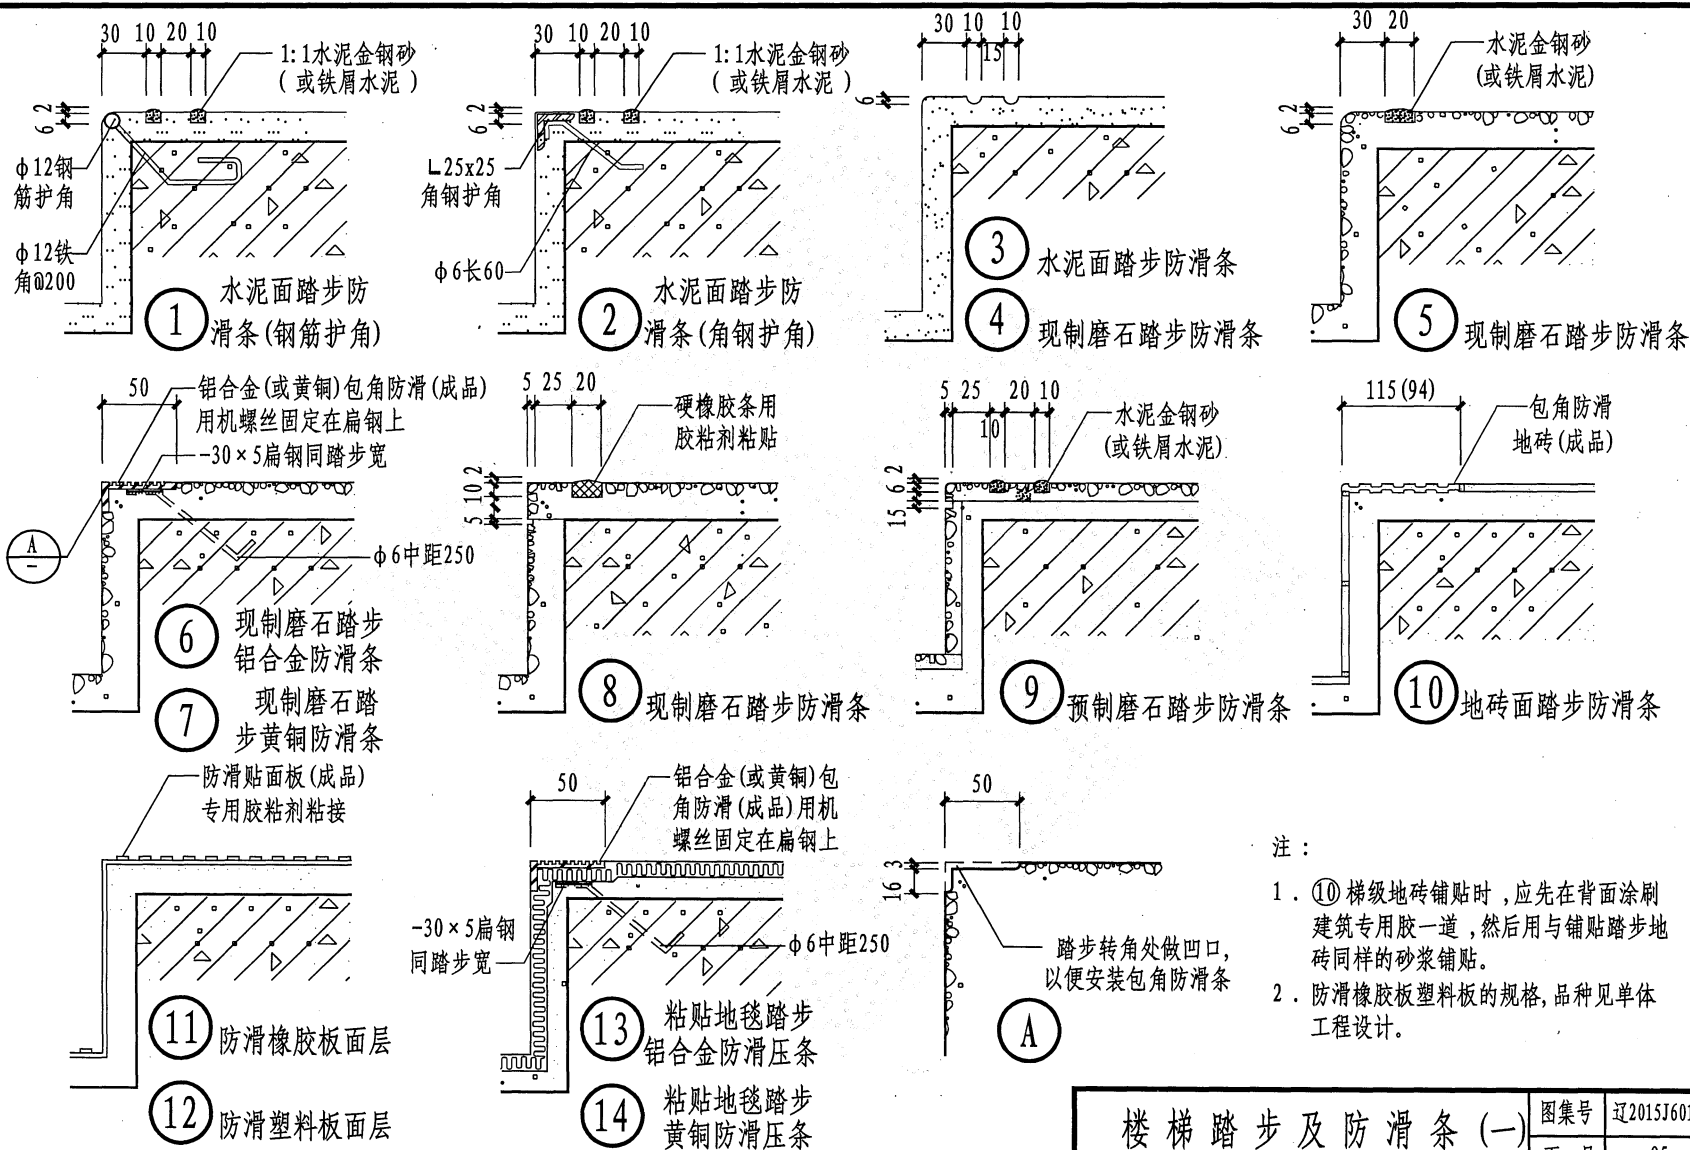 30 10 20 10
1:1水泥金钢砂
(或铁屑水泥)
2
6
φ12钢
筋护角
φ12铁
角@200
1 水泥面踏步防
滑条(钢筋护角)
30 10 20 10
1:1水泥金钢砂
(或铁屑水泥)
2
6
∟25x25
角钢护角
φ6长60
2 水泥面踏步防
滑条(角钢护角)
30 10 10
15
6
3 水泥面踏步防滑条
4 现制磨石踏步防滑条
30 20
水泥金钢砂
(或铁屑水泥)
2
6
5 现制磨石踏步防滑条
50
铝合金(或黄铜)包角防滑(成品)
用机螺丝固定在扁钢上
-30×5扁钢同踏步宽
A
-
φ6中距250
6 现制磨石踏步
铝合金防滑条
7 现制磨石踏
步黄铜防滑条
5 25 20
硬橡胶条用
胶粘剂粘贴
2
10
5
8 现制磨石踏步防滑条
5 25 20 10
10
水泥金钢砂
(或铁屑水泥)
2
6
15
9 预制磨石踏步防滑条
115(94)
包角防滑
地砖(成品)
10 地砖面踏步防滑条
防滑贴面板(成品)
专用胶粘剂粘接
11 防滑橡胶板面层
12 防滑塑料板面层
50
铝合金(或黄铜)包
角防滑(成品)用机
螺丝固定在扁钢上
-30×5扁钢
同踏步宽
φ6中距250
13 粘贴地毯踏步
铝合金防滑压条
14 粘贴地毯踏步
黄铜防滑压条
50
3
16
踏步转角处做凹口,
以便安装包角防滑条
A
注:
1. ⑩梯级地砖铺贴时,应先在背面涂刷
建筑专用胶一道,然后用与铺贴踏步地
砖同样的砂浆铺贴。
2. 防滑橡胶板塑料板的规格,品种见单体
工程设计。
楼梯踏步及防滑条(一)
图集号 辽2015J601